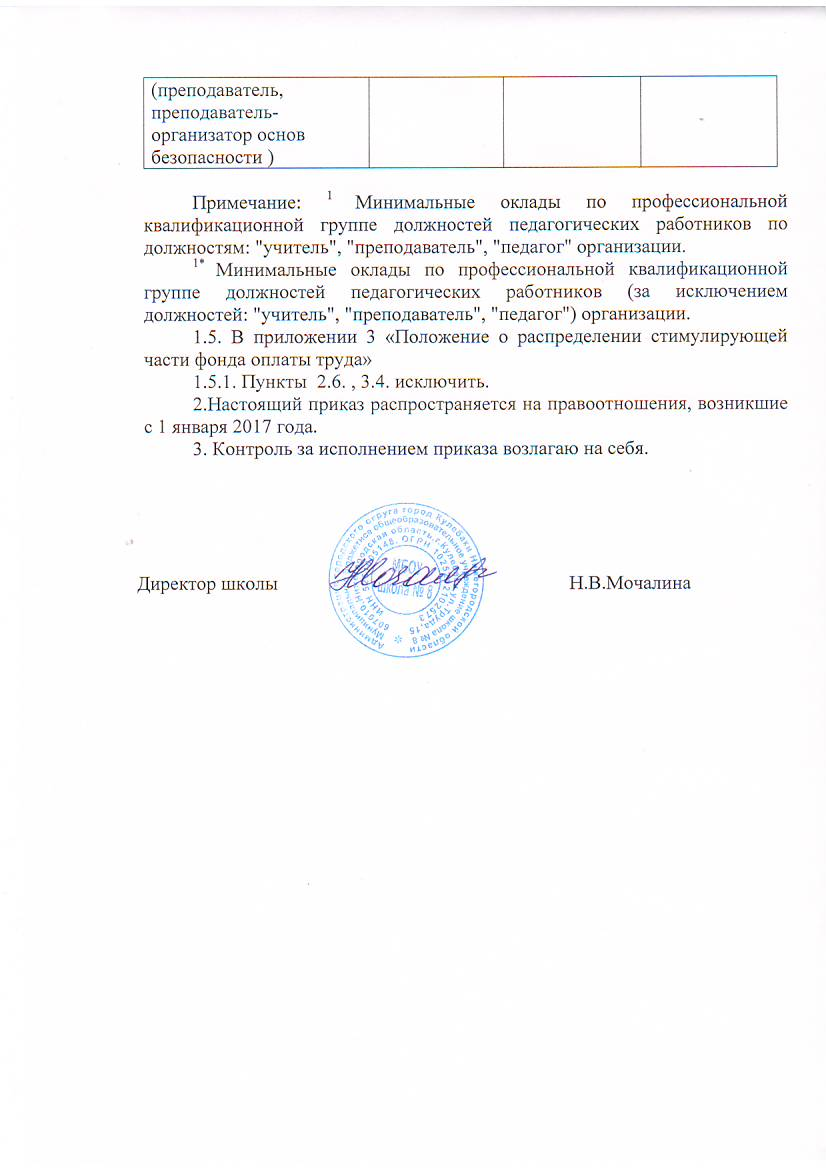 (преподаватель,
преподаватель-
организатор основ
безопасности )
Примечание: 1 Минимальные оклады по профессиональной
квалификационной группе должностей педагогических работников по
должностям: "учитель", "преподаватель", "педагог" организации.
1* Минимальные оклады по профессиональной квалификационной
группе должностей педагогических работников (за исключением
должностей: "учитель", "преподаватель", "педагог") организации.
1.5. В приложении 3 «Положение о распределении стимулирующей
части фонда оплаты труда»
1.5.1. Пункты 2.6. , 3.4. исключить.
2.Настоящий приказ распространяется на правоотношения, возникшие
с 1 января 2017 года.
3. Контроль за исполнением приказа возлагаю на себя.
Директор школы
МБОУ
школа № 8
Н.В.Мочалина